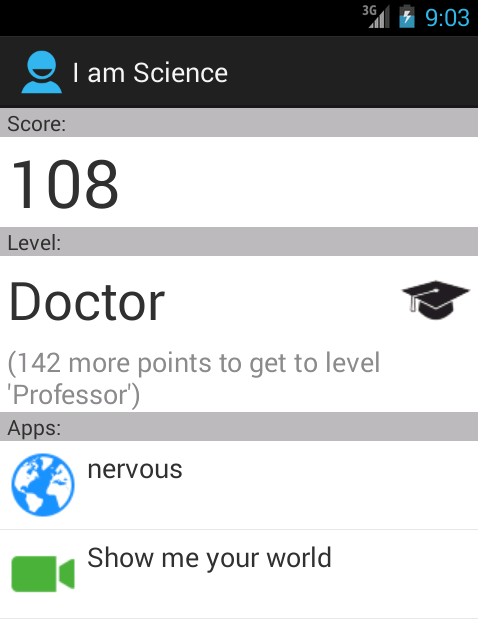 3G 9:03
I am Science
Score:
108
Level:
Doctor
(142 more points to get to level
'Professor')
Apps:
nervous
Show me your world